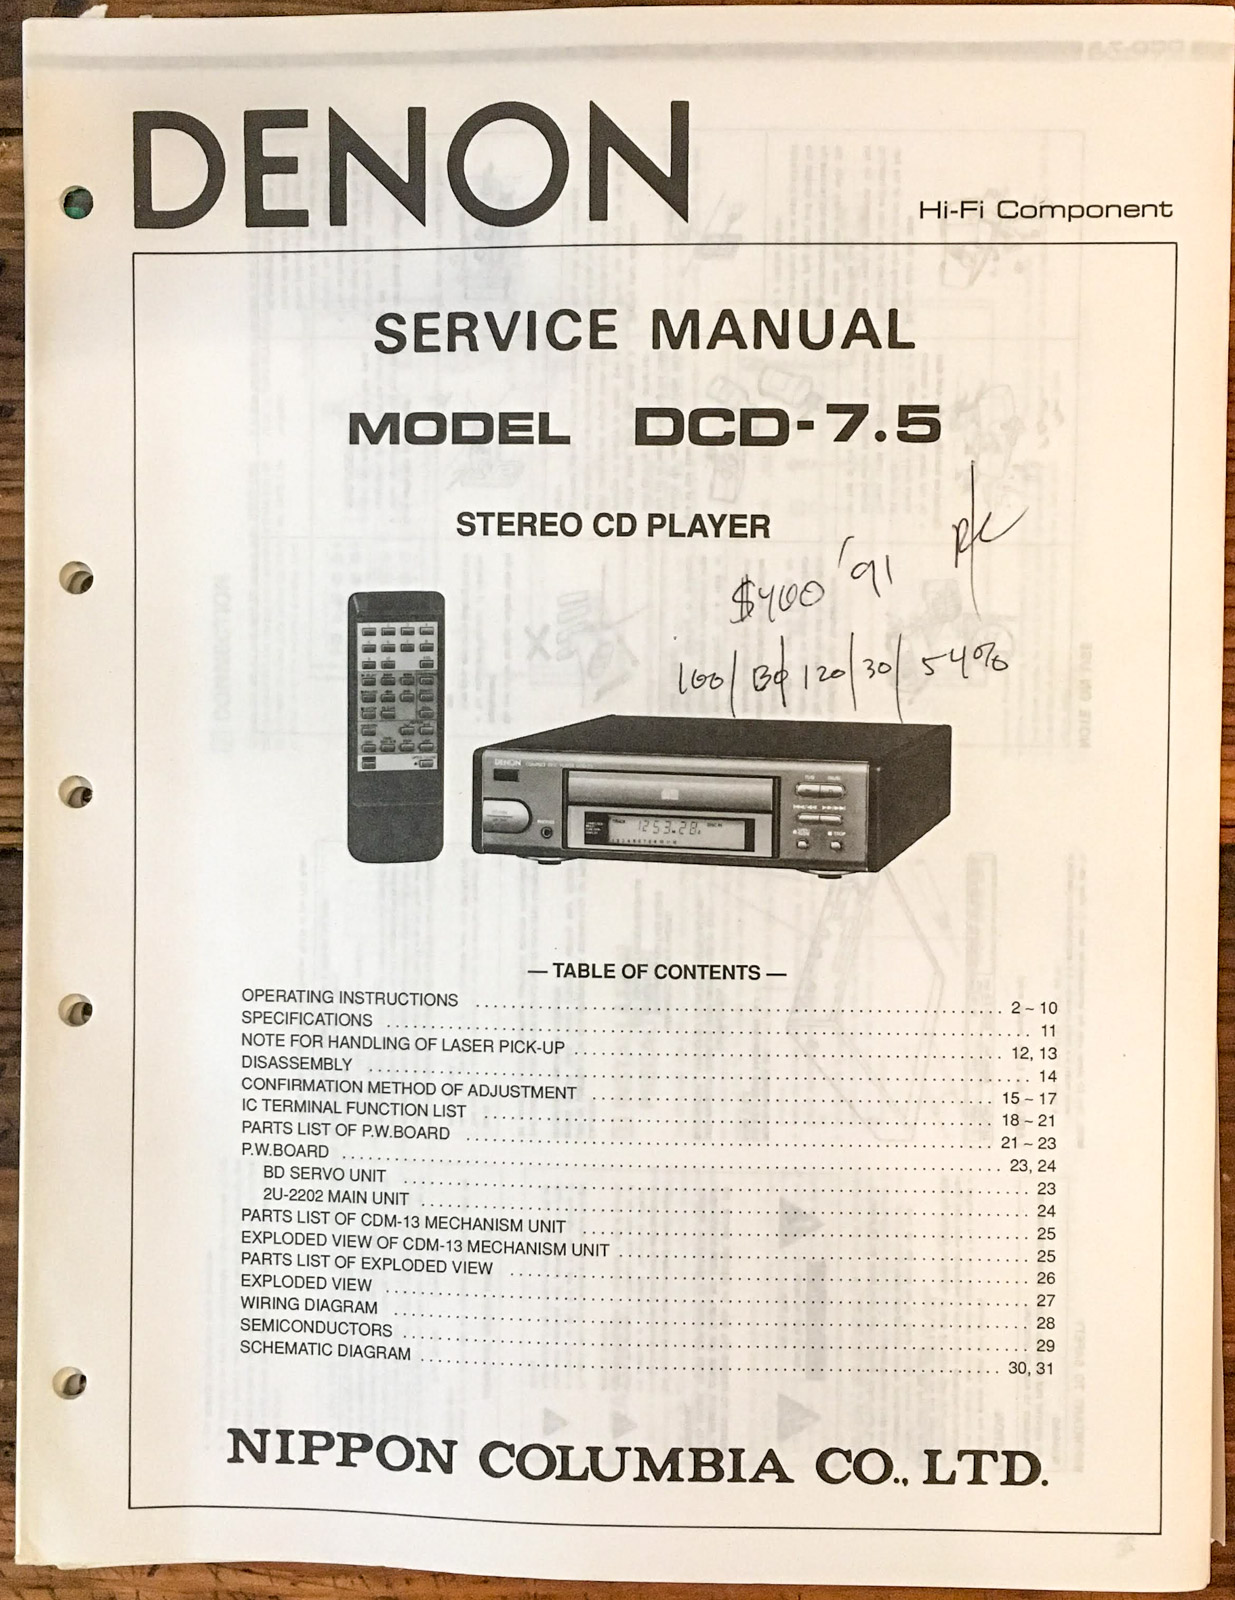 DENON
Hi-Fi Component
SERVICE MANUAL
MODEL DCD-7.5
STEREO CD PLAYER
$400 '91 R/C
100/ 120/30/ 54%
DENON
1253.28
— TABLE OF CONTENTS —
OPERATING INSTRUCTIONS 2 ~ 10
SPECIFICATIONS 11
NOTE FOR HANDLING OF LASER PICK-UP 12, 13
DISASSEMBLY 14
CONFIRMATION METHOD OF ADJUSTMENT 15 ~ 17
IC TERMINAL FUNCTION LIST 18 ~ 21
PARTS LIST OF P.W.BOARD 21 ~ 23
P.W.BOARD 23, 24
BD SERVO UNIT 23
2U-2202 MAIN UNIT 24
PARTS LIST OF CDM-13 MECHANISM UNIT 25
EXPLODED VIEW OF CDM-13 MECHANISM UNIT 25
PARTS LIST OF EXPLODED VIEW 26
EXPLODED VIEW 27
WIRING DIAGRAM 28
SEMICONDUCTORS 29
SCHEMATIC DIAGRAM 30, 31
NIPPON COLUMBIA CO., LTD.